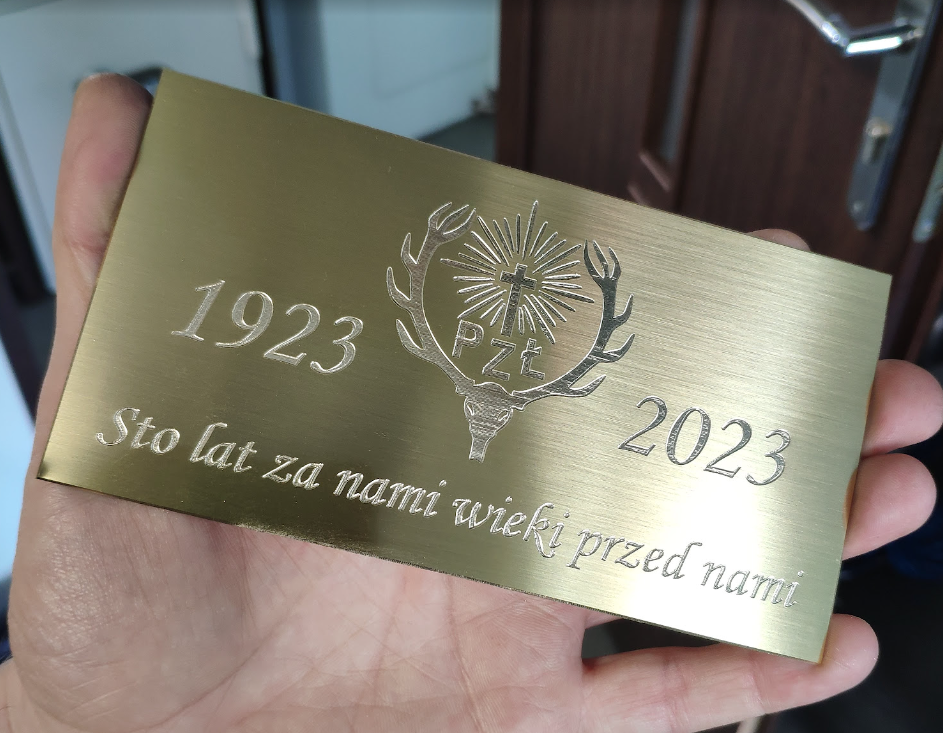 1923
PZŁ
2023
Sto lat za nami wieki przed nami